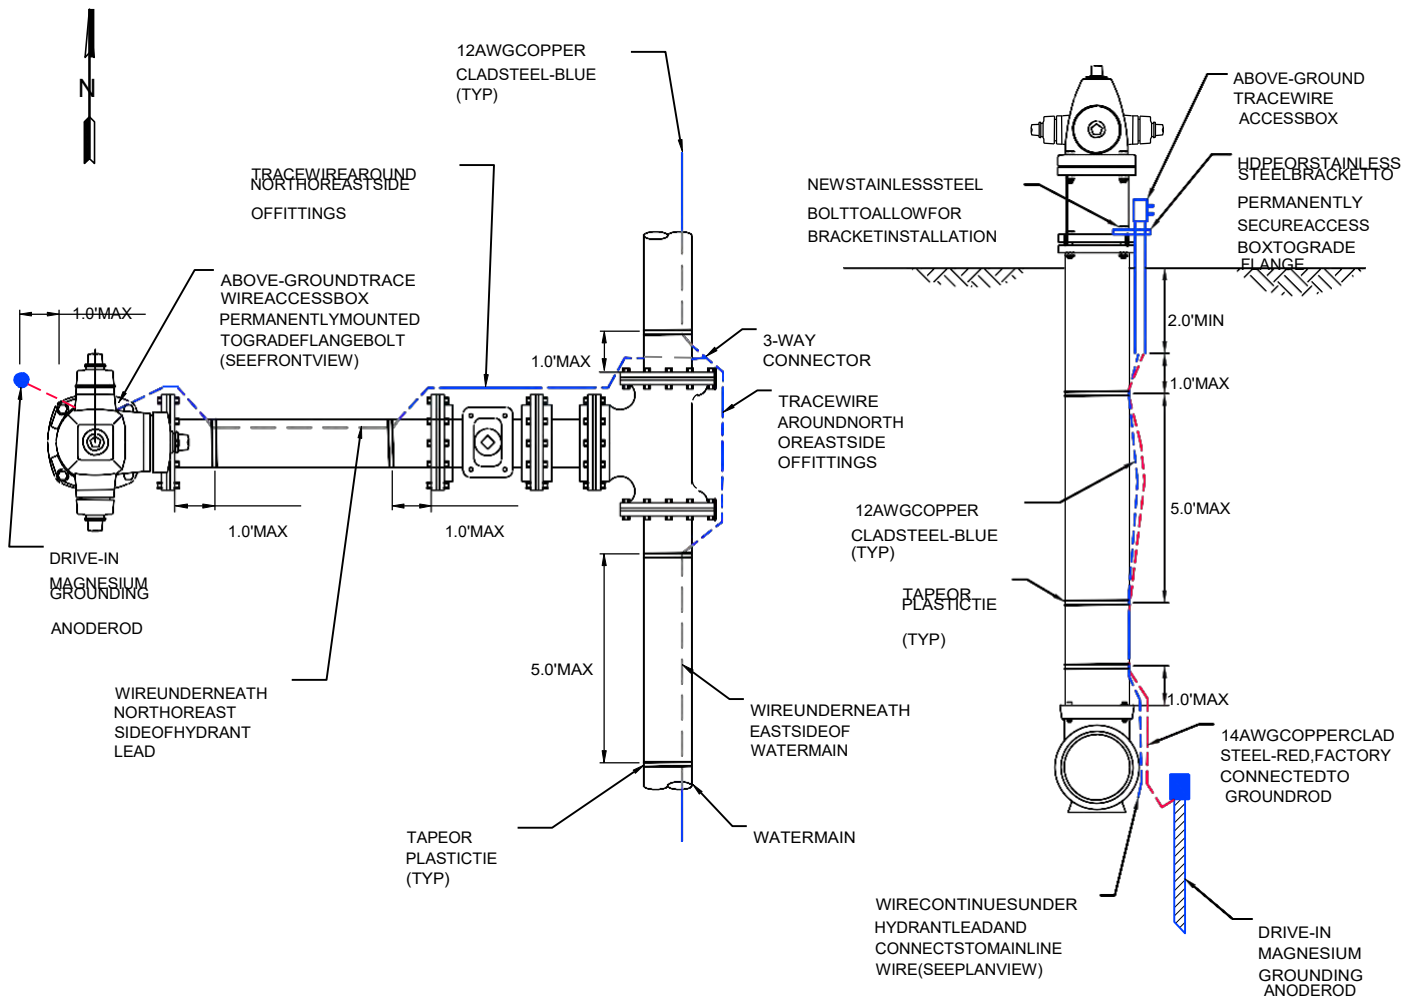 N
12AWGCOPPER
CLADSTEEL-BLUE
(TYP)
TRACEWIREAROUND
NORTHOREASTSIDE
OFFITTINGS
ABOVE-GROUNDTRACE
WIREACCESSBOX
PERMANENTLYMOUNTED
TOGRADEFLANGEBOLT
(SEEFRONTVIEW)
1.0'MAX
1.0'MAX
3-WAY
CONNECTOR
TRACEWIRE
AROUNDNORTH
OREASTSIDE
OFFITTINGS
1.0'MAX
1.0'MAX
DRIVE-IN
MAGNESIUM
GROUNDING
ANODEROD
WIREUNDERNEATH
NORTHOREAST
SIDEOFHYDRANT
LEAD
5.0'MAX
WIREUNDERNEATH
EASTSIDEOF
WATERMAIN
TAPEOR
PLASTICTIE
(TYP)
WATERMAIN
ABOVE-GROUND
TRACEWIRE
ACCESSBOX
HDPEORSTAINLESS
STEELBRACKETTO
PERMANENTLY
SECUREACCESS
BOXTOGRADE
FLANGE
NEWSTAINLESSSTEEL
BOLTTOALLOWFOR
BRACKETINSTALLATION
2.0'MIN
1.0'MAX
5.0'MAX
12AWGCOPPER
CLADSTEEL-BLUE
(TYP)
TAPEOR
PLASTICTIE
(TYP)
1.0'MAX
14AWGCOPPERCLAD
STEEL-RED,FACTORY
CONNECTEDTO
GROUNDROD
WIRECONTINUESUNDER
HYDRANTLEADAND
CONNECTSTOMAINLINE
WIRE(SEEPLANVIEW)
DRIVE-IN
MAGNESIUM
GROUNDING
ANODEROD